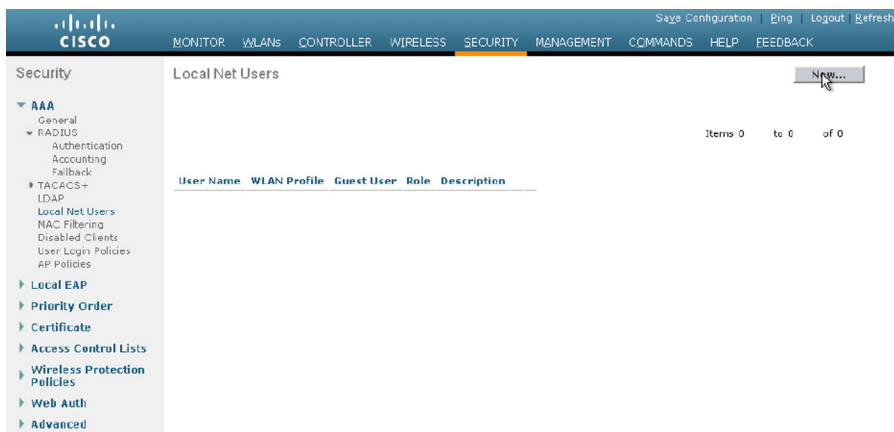 Save Configuration | Ping | Logout | Refresh
CISCO
MONITOR WLANs CONTROLLER WIRELESS SECURITY MANAGEMENT COMMANDS HELP FEEDBACK
Security
Local Net Users
New...
AAA
General
RADIUS
Authentication
Accounting
Fallback
TACACS+
LDAP
Local Net Users
MAC Filtering
Disabled Clients
User Login Policies
AP Policies
Local EAP
Priority Order
Certificate
Access Control Lists
Wireless Protection
Policies
Web Auth
Advanced
Items 0 to 0 of 0
User Name WLAN Profile Guest User Role Description